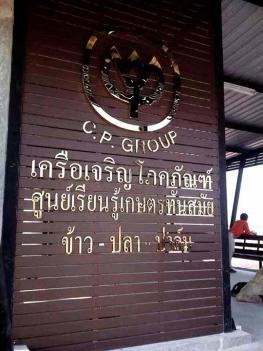 C.P. GROUP
เครือเจริญโภคภัณฑ์
ศูนย์เรียนรู้เกษตรทันสมัย
ข้าว - ปลา - ปาล์ม